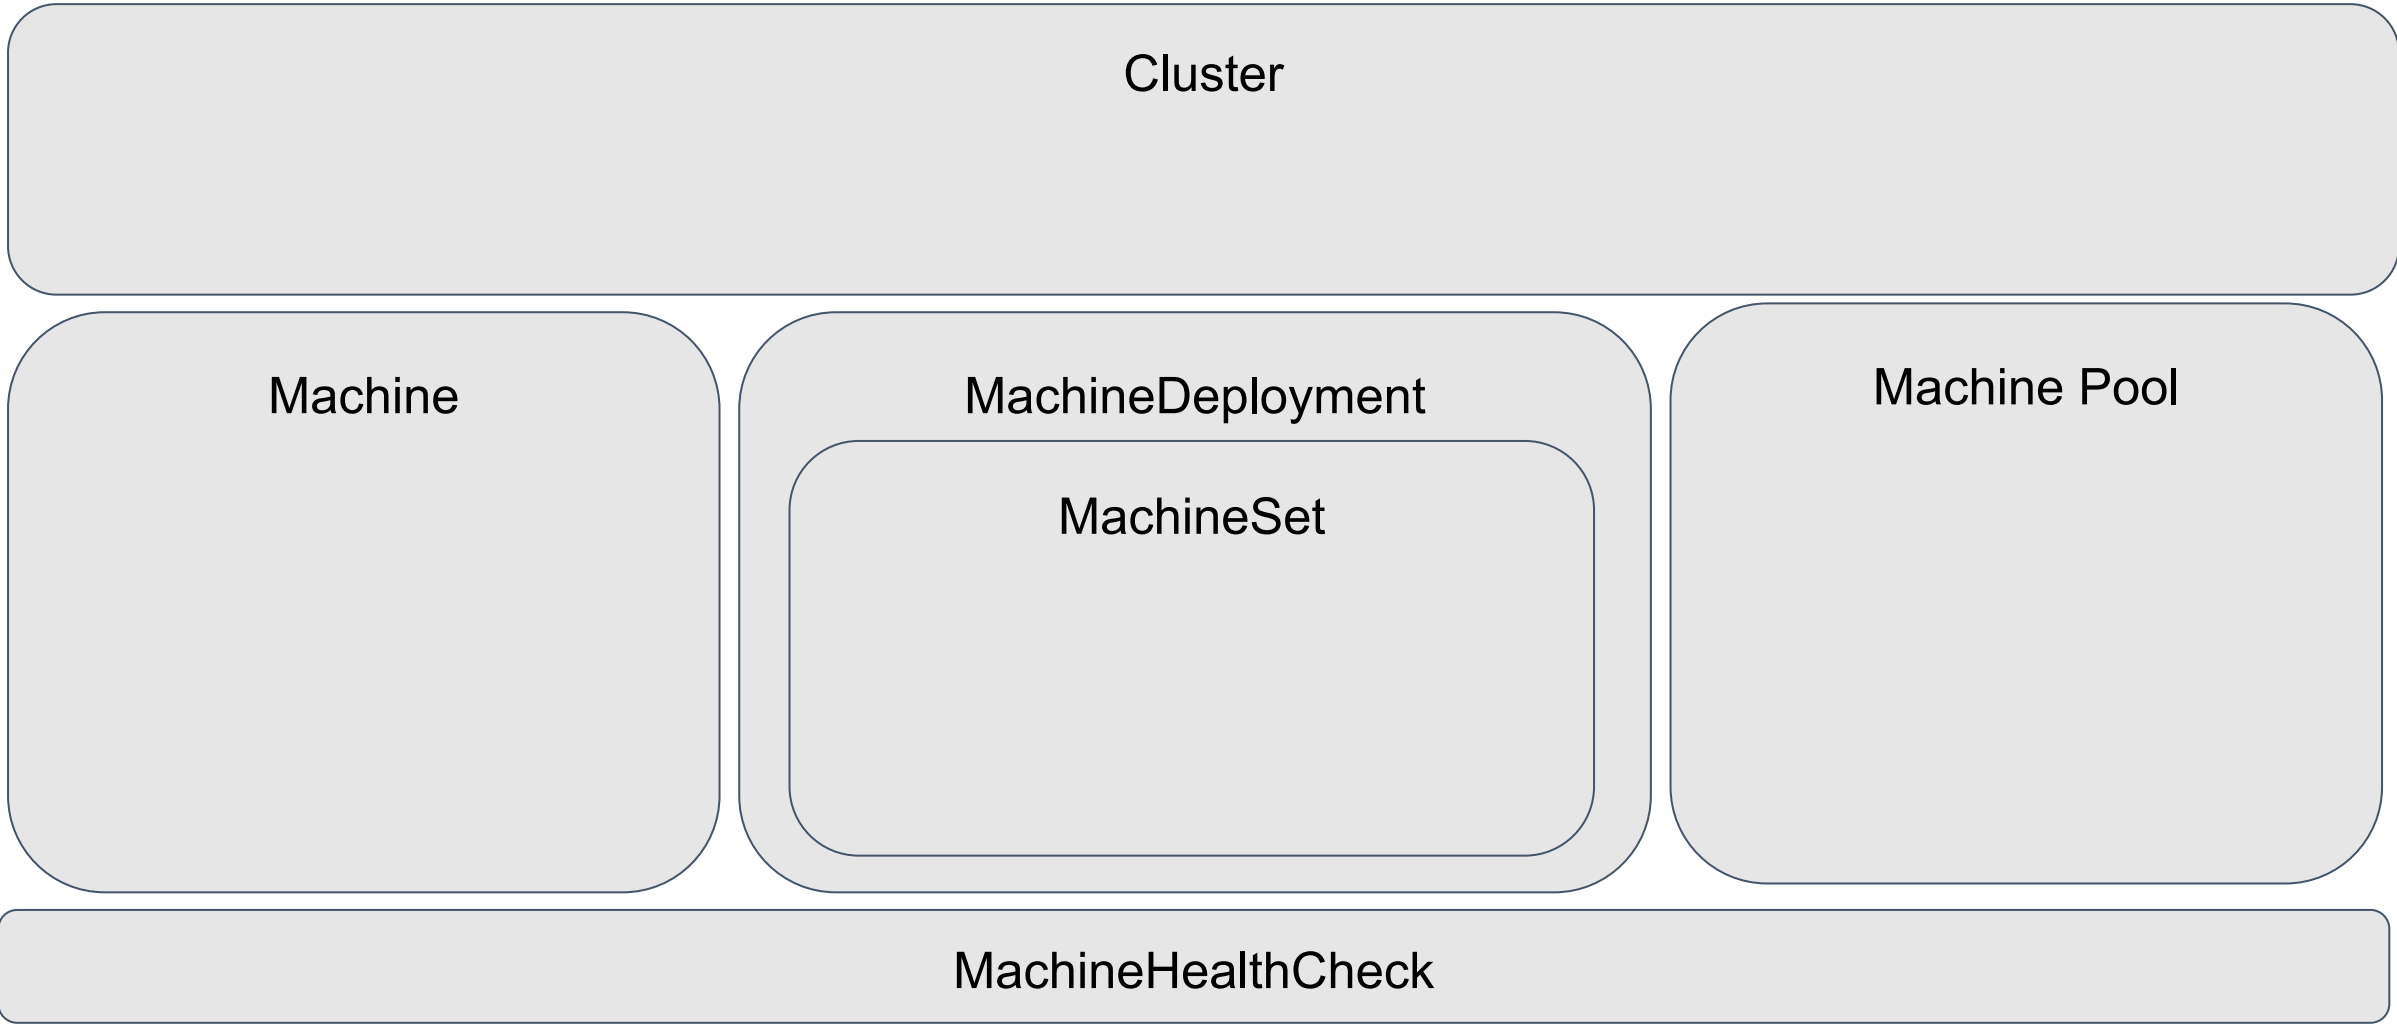 Cluster
Machine
MachineDeployment
Machine Pool
MachineSet
MachineHealthCheck